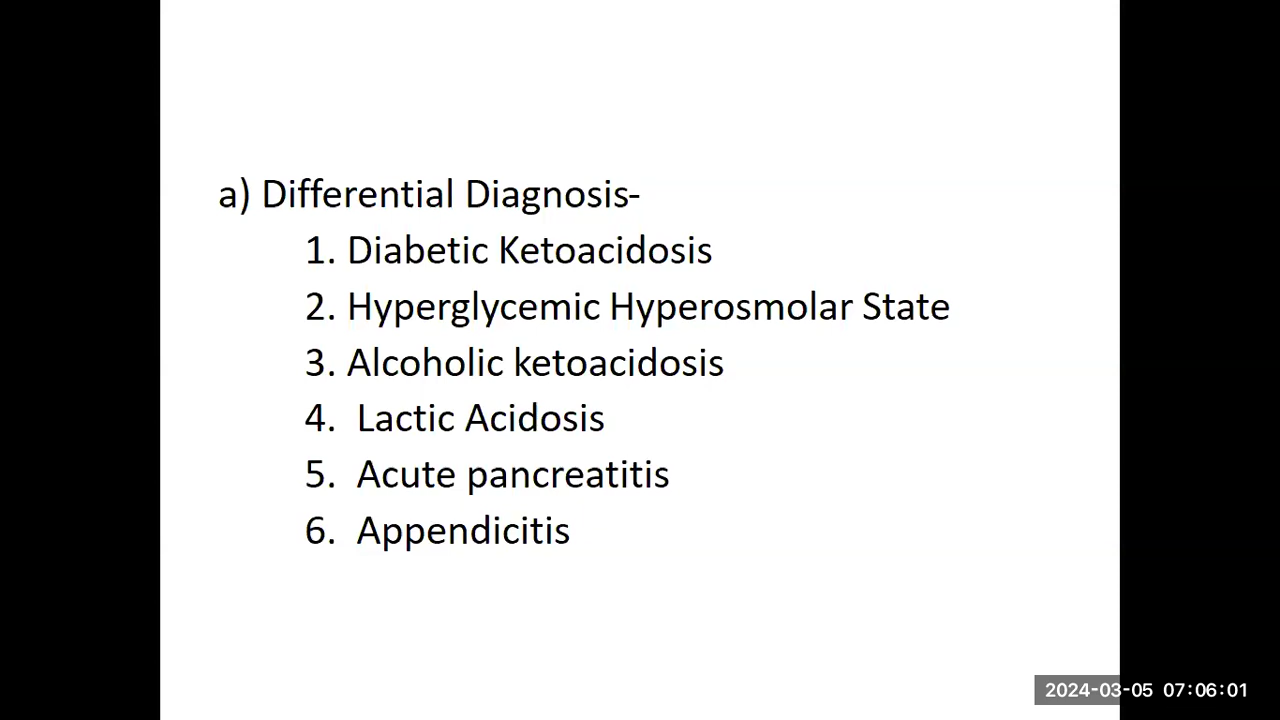 a) Differential Diagnosis-
1. Diabetic Ketoacidosis
2. Hyperglycemic Hyperosmolar State
3. Alcoholic ketoacidosis
4. Lactic Acidosis
5. Acute pancreatitis
6. Appendicitis
2024-03-05 07:06:01